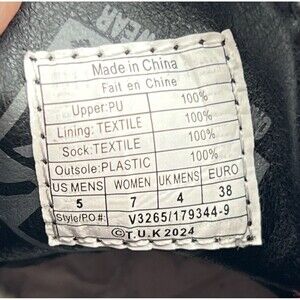 Made in China
Fait en Chine
Upper:PU 100%
Lining: TEXTILE 100%
Sock:TEXTILE 100%
Outsole: PLASTIC 100%
US MENS WOMEN UK MENS EURO
5 7 4 38
Style/P.O.#: V3265/179344-9
©T.U.K 2024